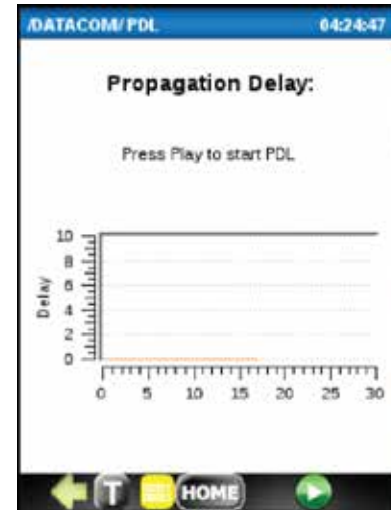 /DATACOM/PDL 04:24:47
Propagation Delay:
Press Play to start PDL
Delay
10
8
6
4
2
0
0 5 10 15 20 25 30
T HOME